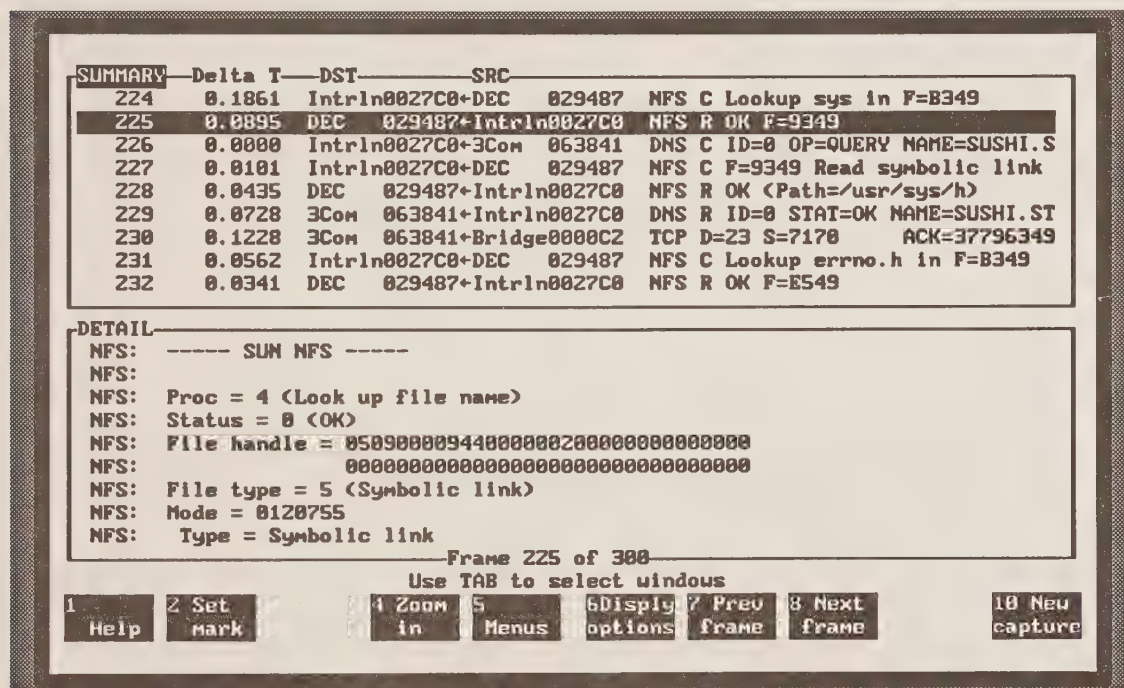 SUMMARY Delta T DST SRC
224 0.1861 Intrln0027C0←DEC 029487 NFS C Lookup sys in F=B349
225 0.0895 DEC 029487←Intrln0027C0 NFS R OK F=9349
226 0.0000 Intrln0027C0←3Com 063841 DNS C ID=0 OP=QUERY NAME=SUSHI.S
227 0.0101 Intrln0027C0←DEC 029487 NFS C F=9349 Read symbolic link
228 0.0435 DEC 029487←Intrln0027C0 NFS R OK (Path=/usr/sys/h)
229 0.0728 3Com 063841←Intrln0027C0 DNS R ID=0 STAT=OK NAME=SUSHI.ST
230 0.1228 3Com 063841←Bridge0000C2 TCP D=23 S=7170 ACK=37796349
231 0.0562 Intrln0027C0←DEC 029487 NFS C Lookup errno.h in F=B349
232 0.0341 DEC 029487←Intrln0027C0 NFS R OK F=E549
DETAIL
NFS: ----- SUN NFS -----
NFS:
NFS: Proc = 4 (Look up file name)
NFS: Status = 0 (OK)
NFS: File handle = 05090000944000000200000000000000
NFS: 00000000000000000000000000000000
NFS: File type = 5 (Symbolic link)
NFS: Mode = 0120755
NFS: Type = Symbolic link
Frame 225 of 300
Use TAB to select windows
1 Help
2 Set mark
4 Zoom in
5 Menus
6Disply options
7 Prev frame
8 Next frame
10 New capture